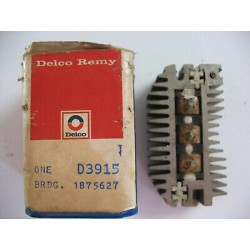 Delco Remy
Delco
ONE D3915
BRDG. 1875627